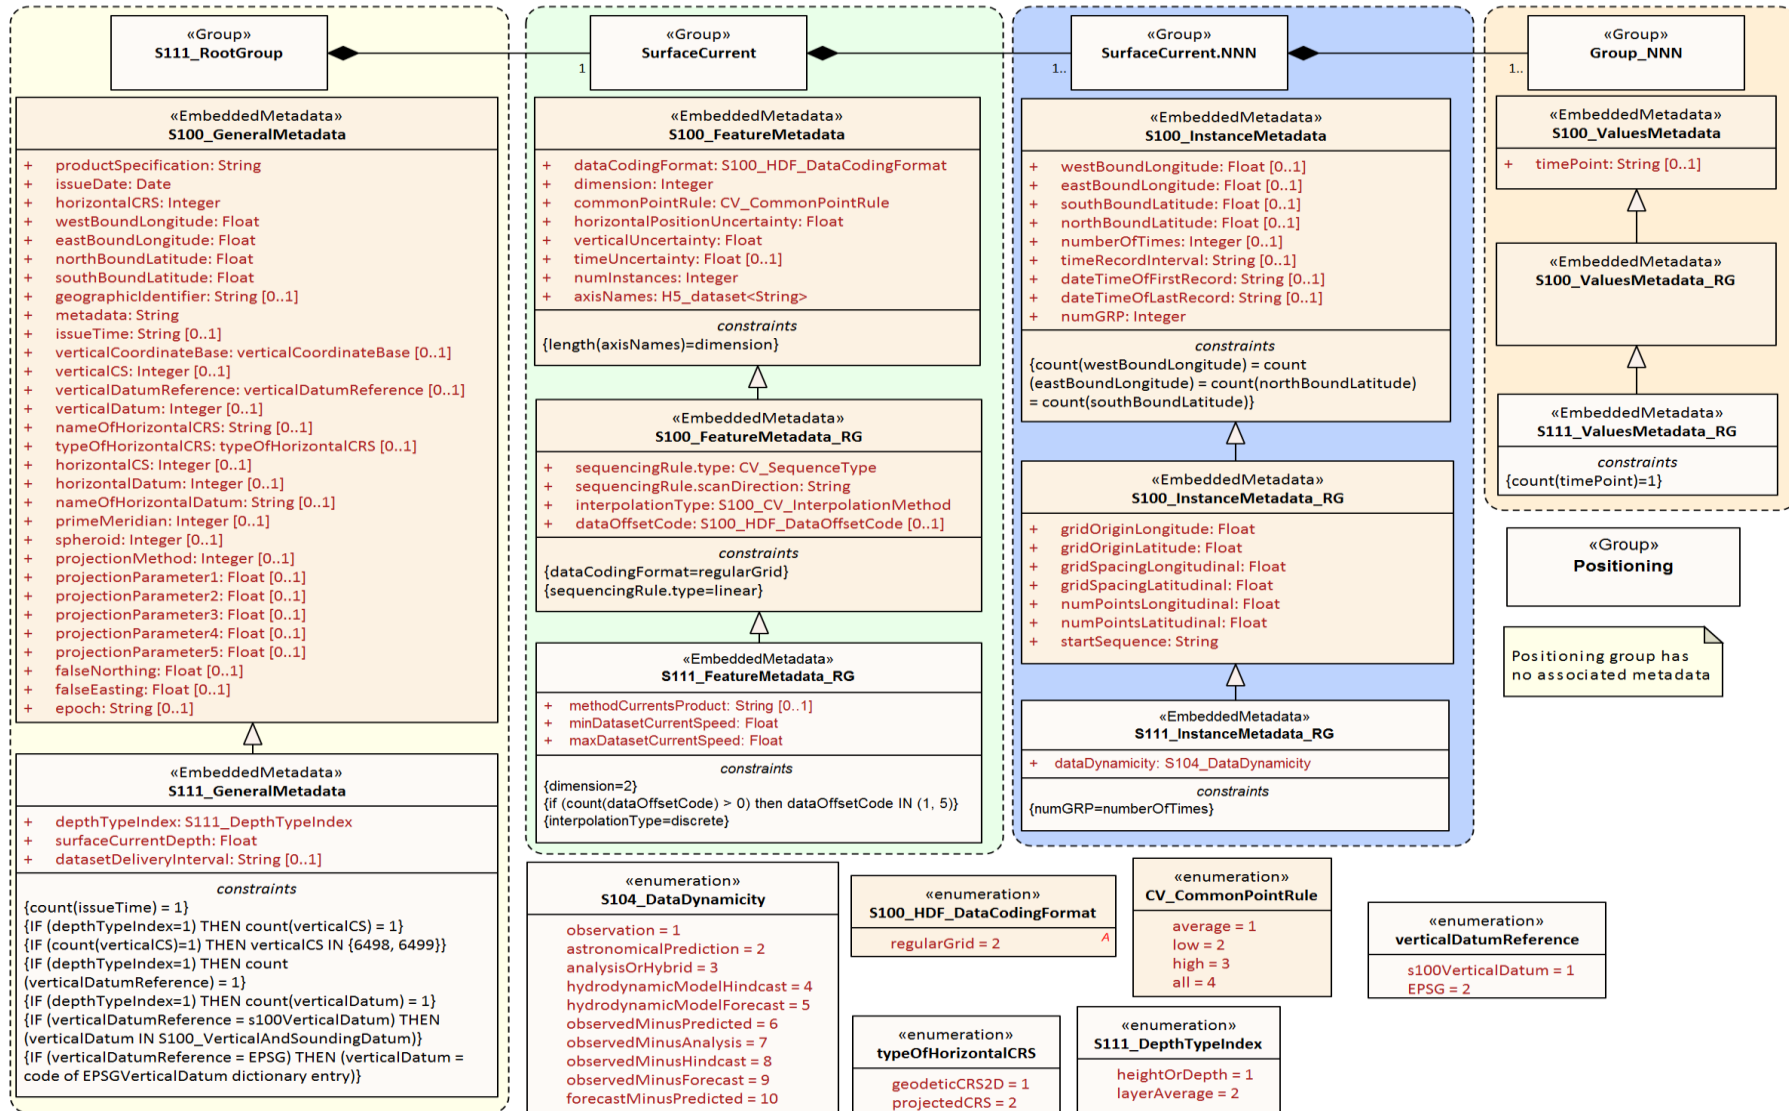 «Group»
S111_RootGroup
1
«Group»
SurfaceCurrent
1..
«Group»
SurfaceCurrent.NNN
1..
«Group»
Group_NNN
«EmbeddedMetadata»
S100_GeneralMetadata
+ productSpecification: String
+ issueDate: Date
+ horizontalCRS: Integer
+ westBoundLongitude: Float
+ eastBoundLongitude: Float
+ northBoundLatitude: Float
+ southBoundLatitude: Float
+ geographicIdentifier: String [0..1]
+ metadata: String
+ issueTime: String [0..1]
+ verticalCoordinateBase: verticalCoordinateBase [0..1]
+ verticalCS: Integer [0..1]
+ verticalDatumReference: verticalDatumReference [0..1]
+ verticalDatum: Integer [0..1]
+ nameOfHorizontalCRS: String [0..1]
+ typeOfHorizontalCRS: typeOfHorizontalCRS [0..1]
+ horizontalCS: Integer [0..1]
+ horizontalDatum: Integer [0..1]
+ nameOfHorizontalDatum: String [0..1]
+ primeMeridian: Integer [0..1]
+ spheroid: Integer [0..1]
+ projectionMethod: Integer [0..1]
+ projectionParameter1: Float [0..1]
+ projectionParameter2: Float [0..1]
+ projectionParameter3: Float [0..1]
+ projectionParameter4: Float [0..1]
+ projectionParameter5: Float [0..1]
+ falseNorthing: Float [0..1]
+ falseEasting: Float [0..1]
+ epoch: String [0..1]
«EmbeddedMetadata»
S111_GeneralMetadata
+ depthTypeIndex: S111_DepthTypeIndex
+ surfaceCurrentDepth: Float
+ datasetDeliveryInterval: String [0..1]
constraints
{count(issueTime) = 1}
{IF (depthTypeIndex=1) THEN count(verticalCS) = 1}
{IF (count(verticalCS)=1) THEN verticalCS IN {6498, 6499}}
{IF (depthTypeIndex=1) THEN count
(verticalDatumReference) = 1}
{IF (depthTypeIndex=1) THEN count(verticalDatum) = 1}
{IF (verticalDatumReference = s100VerticalDatum) THEN
(verticalDatum IN S100_VerticalAndSoundingDatum)}
{IF (verticalDatumReference = EPSG) THEN (verticalDatum =
code of EPSGVerticalDatum dictionary entry)}
«EmbeddedMetadata»
S100_FeatureMetadata
+ dataCodingFormat: S100_HDF_DataCodingFormat
+ dimension: Integer
+ commonPointRule: CV_CommonPointRule
+ horizontalPositionUncertainty: Float
+ verticalUncertainty: Float
+ timeUncertainty: Float [0..1]
+ numInstances: Integer
+ axisNames: H5_dataset<String>
constraints
{length(axisNames)=dimension}
«EmbeddedMetadata»
S100_FeatureMetadata_RG
+ sequencingRule.type: CV_SequenceType
+ sequencingRule.scanDirection: String
+ interpolationType: S100_CV_InterpolationMethod
+ dataOffsetCode: S100_HDF_DataOffsetCode [0..1]
constraints
{dataCodingFormat=regularGrid}
{sequencingRule.type=linear}
«EmbeddedMetadata»
S111_FeatureMetadata_RG
+ methodCurrentsProduct: String [0..1]
+ minDatasetCurrentSpeed: Float
+ maxDatasetCurrentSpeed: Float
constraints
{dimension=2}
{if (count(dataOffsetCode) > 0) then dataOffsetCode IN (1, 5)}
{interpolationType=discrete}
«EmbeddedMetadata»
S100_InstanceMetadata
+ westBoundLongitude: Float [0..1]
+ eastBoundLongitude: Float [0..1]
+ southBoundLatitude: Float [0..1]
+ northBoundLatitude: Float [0..1]
+ numberOfTimes: Integer [0..1]
+ timeRecordInterval: String [0..1]
+ dateTimeOfFirstRecord: String [0..1]
+ dateTimeOfLastRecord: String [0..1]
+ numGRP: Integer
constraints
{count(westBoundLongitude) = count
(eastBoundLongitude) = count(northBoundLatitude)
= count(southBoundLatitude)}
«EmbeddedMetadata»
S100_InstanceMetadata_RG
+ gridOriginLongitude: Float
+ gridOriginLatitude: Float
+ gridSpacingLongitudinal: Float
+ gridSpacingLatitudinal: Float
+ numPointsLongitudinal: Float
+ numPointsLatitudinal: Float
+ startSequence: String
«EmbeddedMetadata»
S111_InstanceMetadata_RG
+ dataDynamicity: S104_DataDynamicity
constraints
{numGRP=numberOfTimes}
«EmbeddedMetadata»
S100_ValuesMetadata
+ timePoint: String [0..1]
«EmbeddedMetadata»
S100_ValuesMetadata_RG
«EmbeddedMetadata»
S111_ValuesMetadata_RG
constraints
{count(timePoint)=1}
«Group»
Positioning
Positioning group has
no associated metadata
«enumeration»
S104_DataDynamicity
observation = 1
astronomicalPrediction = 2
analysisOrHybrid = 3
hydrodynamicModelHindcast = 4
hydrodynamicModelForecast = 5
observedMinusPredicted = 6
observedMinusAnalysis = 7
observedMinusHindcast = 8
observedMinusForecast = 9
forecastMinusPredicted = 10
«enumeration»
S100_HDF_DataCodingFormat
regularGrid = 2
A
«enumeration»
typeOfHorizontalCRS
geodeticCRS2D = 1
projectedCRS = 2
«enumeration»
CV_CommonPointRule
average = 1
low = 2
high = 3
all = 4
«enumeration»
S111_DepthTypeIndex
heightOrDepth = 1
layerAverage = 2
«enumeration»
verticalDatumReference
s100VerticalDatum = 1
EPSG = 2